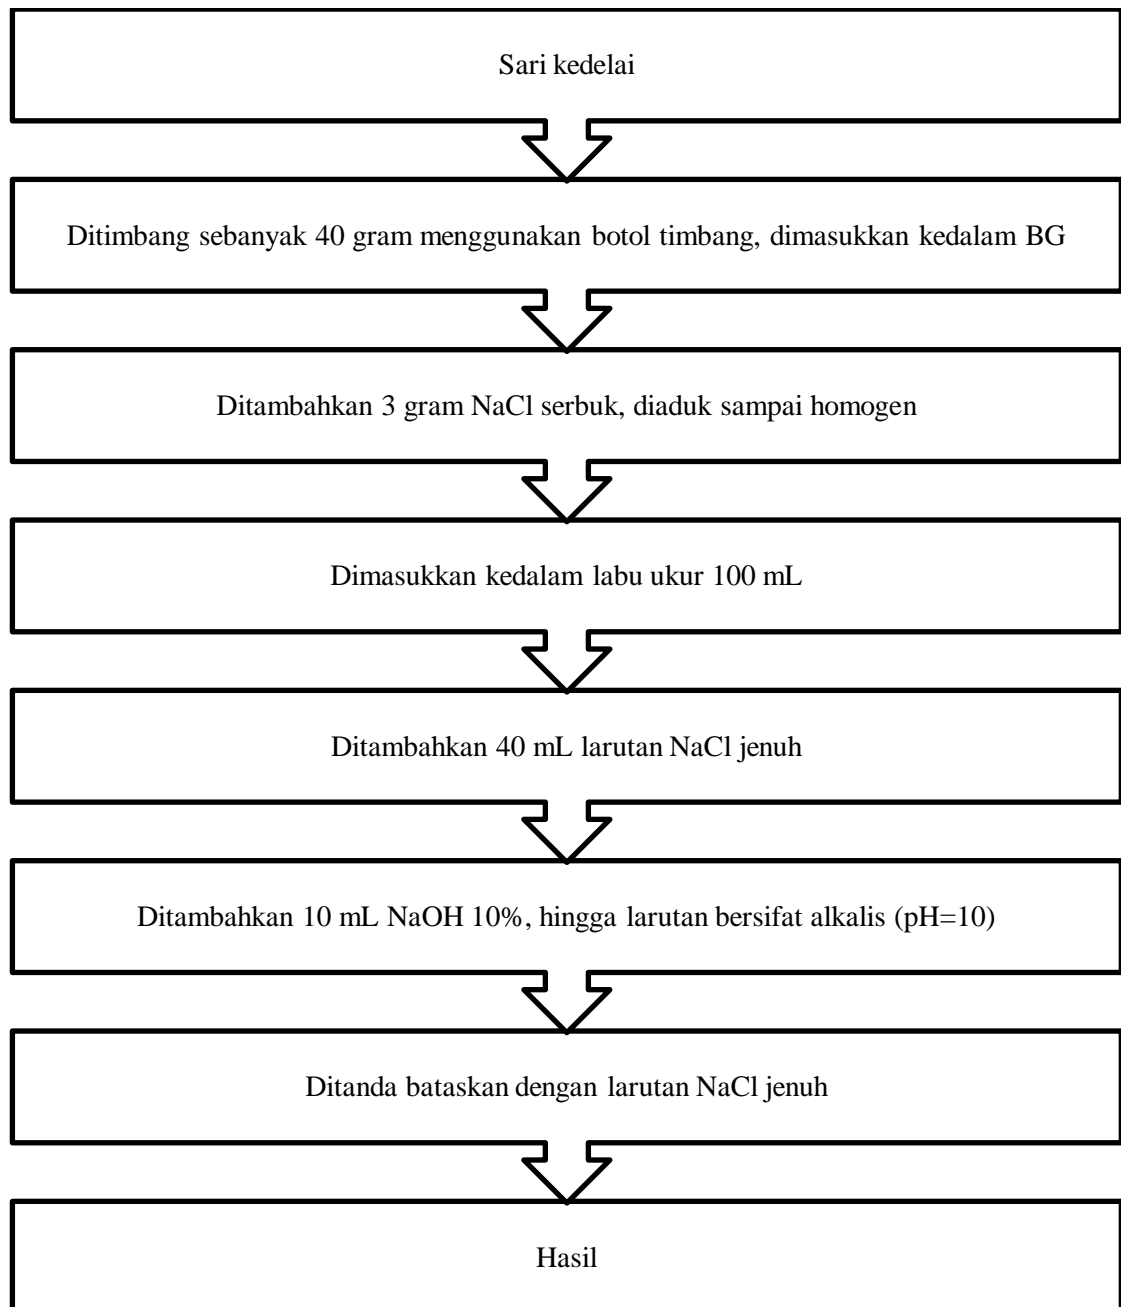 Sari kedelai
Ditimbang sebanyak 40 gram menggunakan botol timbang, dimasukkan kedalam BG
Ditambahkan 3 gram NaCl serbuk, diaduk sampai homogen
Dimasukkan kedalam labu ukur 100 mL
Ditambahkan 40 mL larutan NaCl jenuh
Ditambahkan 10 mL NaOH 10%, hingga larutan bersifat alkalis (pH=10)
Ditanda bataskan dengan larutan NaCl jenuh
Hasil